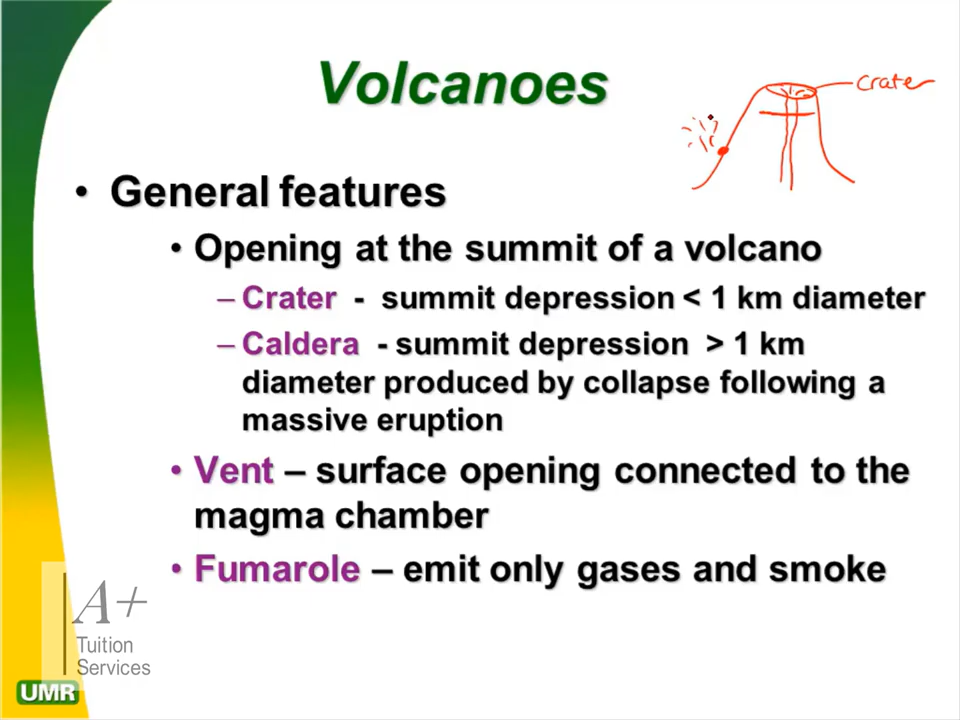 Volcanoes
crater
• General features
• Opening at the summit of a volcano
– Crater - summit depression < 1 km diameter
– Caldera - summit depression > 1 km
diameter produced by collapse following a
massive eruption
• Vent – surface opening connected to the
magma chamber
• Fumarole – emit only gases and smoke
A+
Tuition
Services
UMR